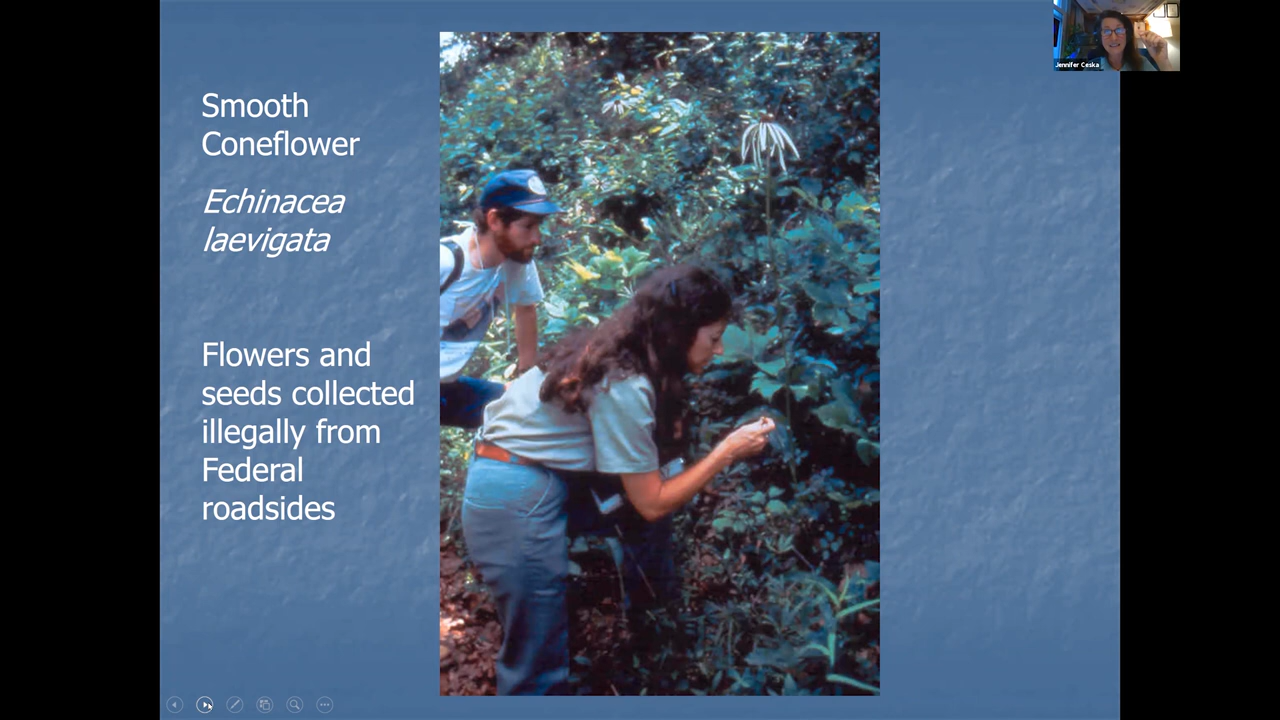 Smooth
Coneflower
Echinacea
laevigata
Flowers and
seeds collected
illegally from
Federal
roadsides
Jennifer Ceska